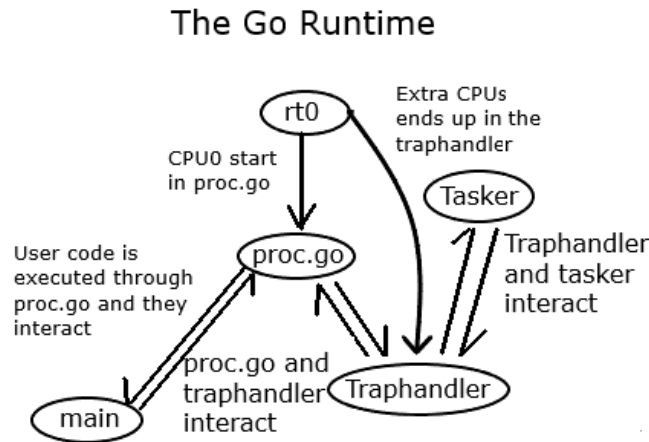 The Go Runtime
rt0
Extra CPUs
ends up in the
traphandler
CPU0 start
in proc.go
Tasker
User code is
executed through
proc.go and they
interact
proc.go
Traphandler
and tasker
interact
proc.go and
traphandler
interact
Traphandler
main